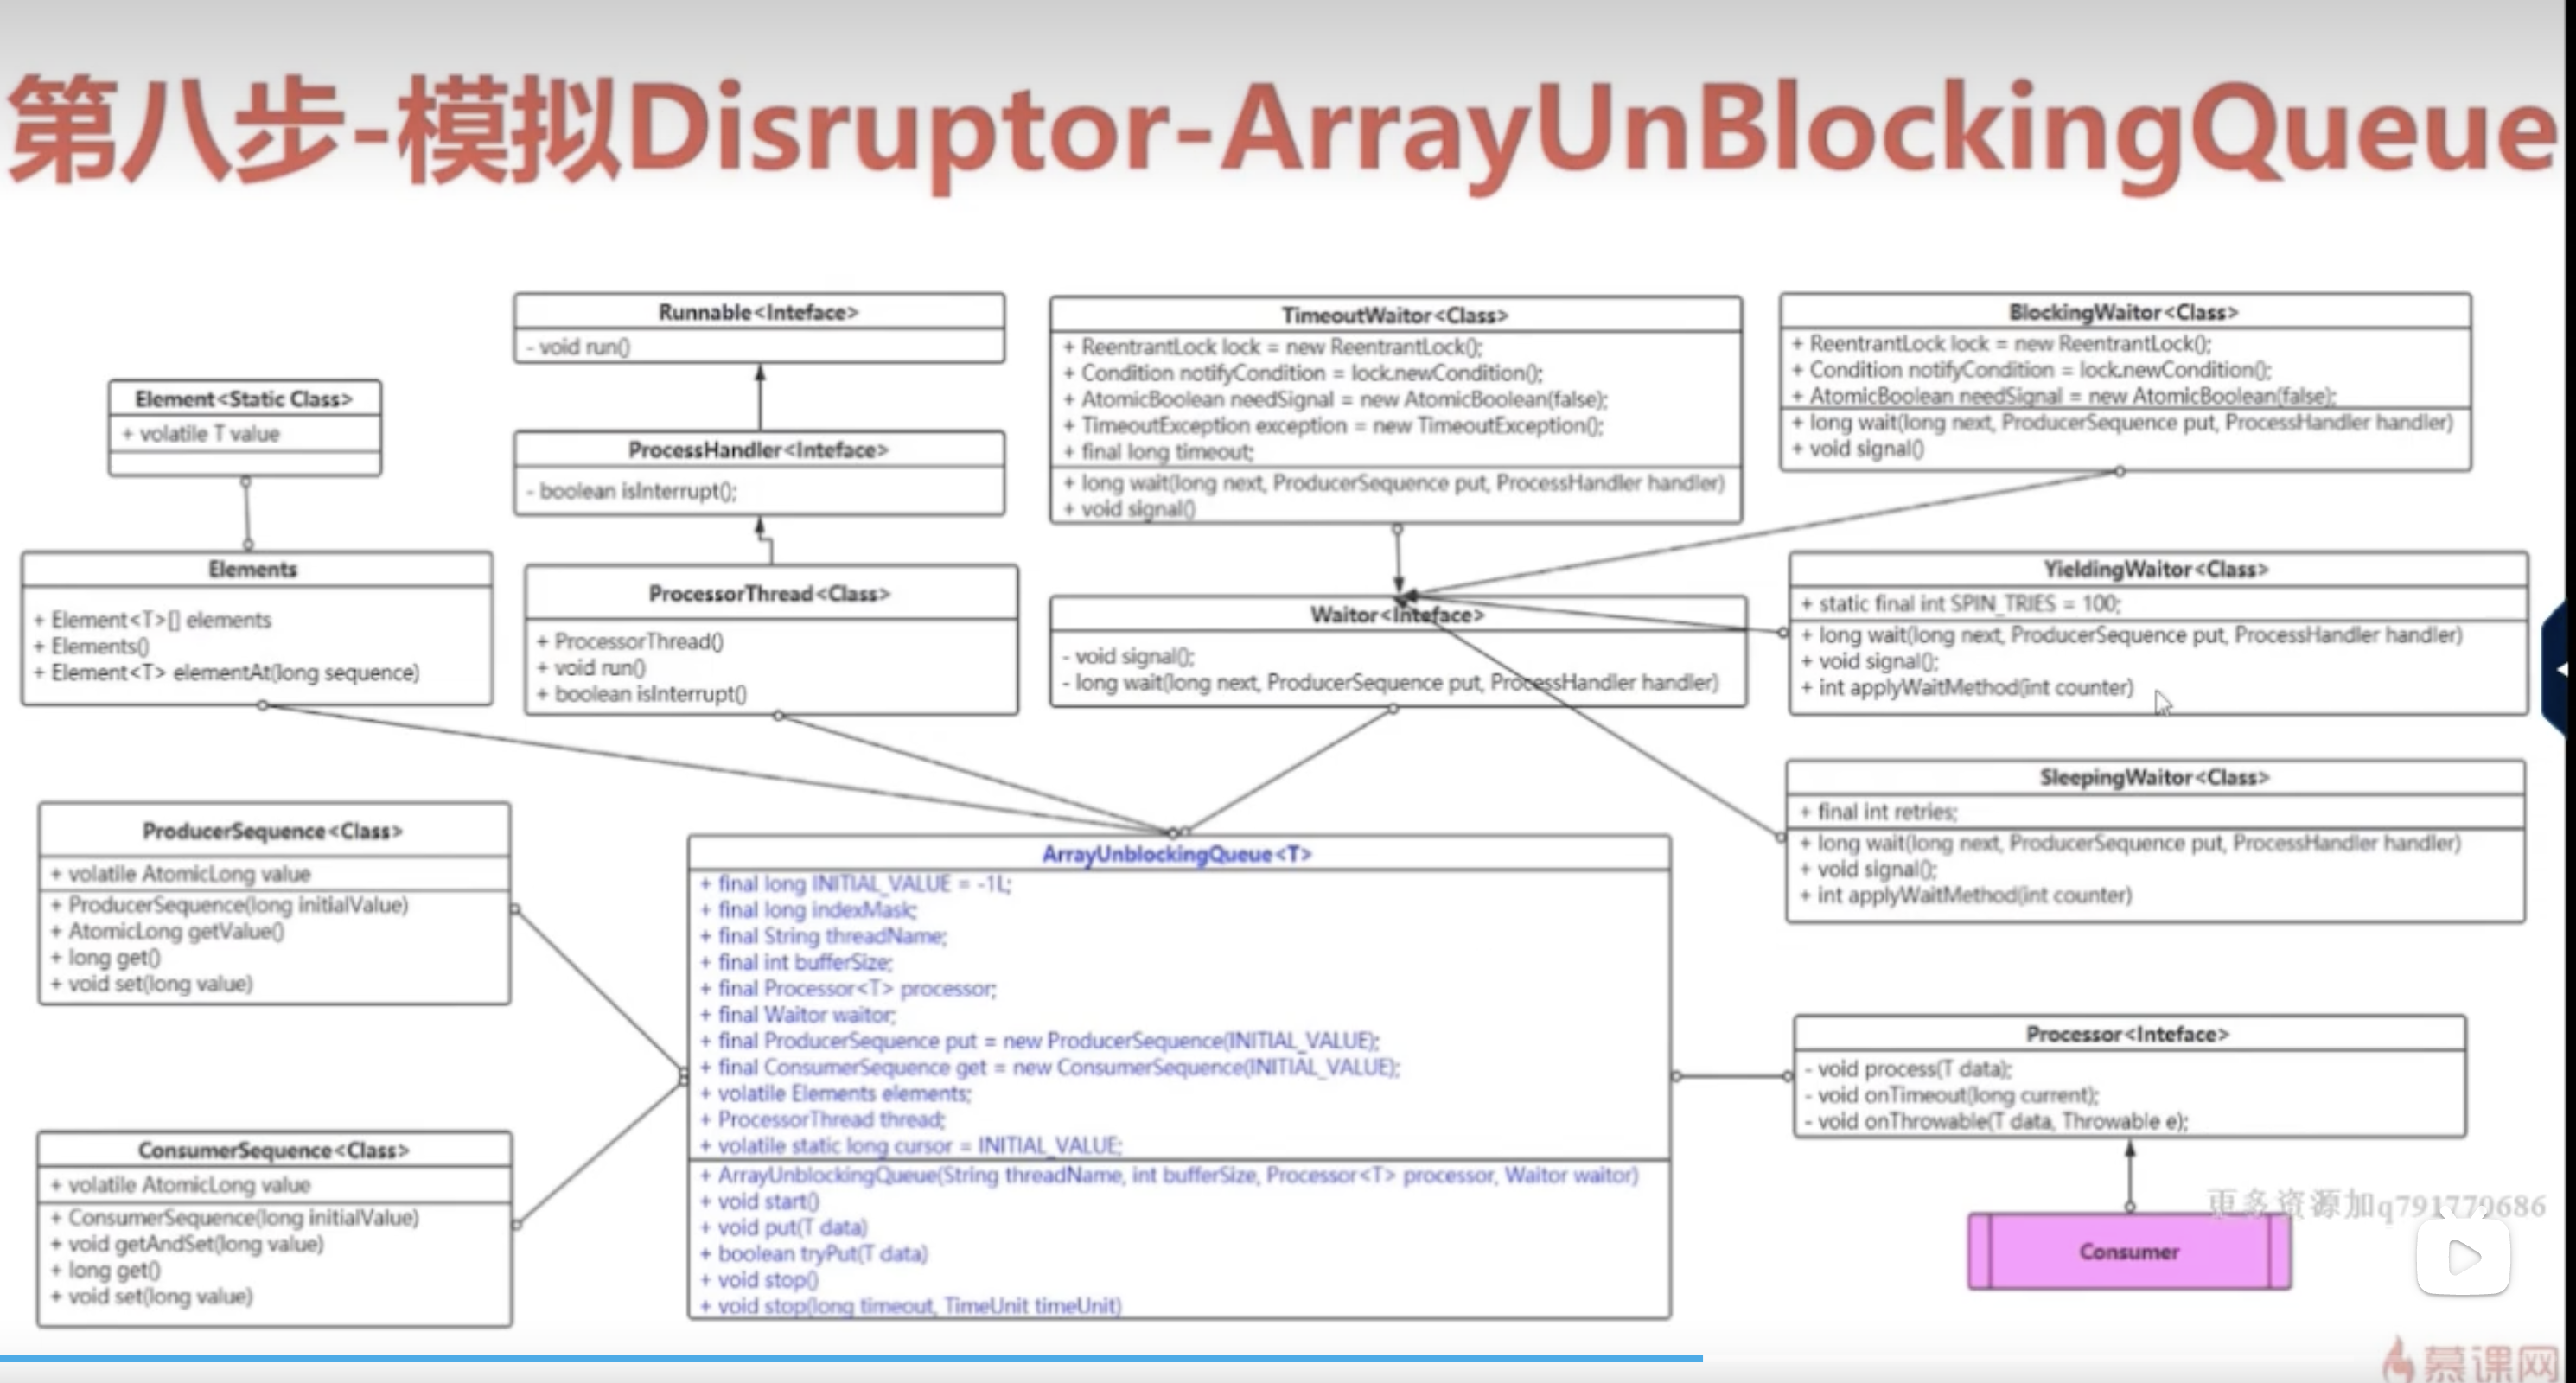 第八步-模拟Disruptor-ArrayUnBlockingQueue
Element<Static Class>
+ volatile T value
Elements
+ Element<T>[] elements
+ Elements()
+ Element<T> elementAt(long sequence)
Runnable<Inteface>
- void run()
ProcessHandler<Inteface>
- boolean isInterrupt();
ProcessorThread<Class>
+ ProcessorThread()
+ void run()
+ boolean isInterrupt()
TimeoutWaitor<Class>
+ ReentrantLock lock = new ReentrantLock();
+ Condition notifyCondition = lock.newCondition();
+ AtomicBoolean needSignal = new AtomicBoolean(false);
+ TimeoutException exception = new TimeoutException();
+ final long timeout;
+ long wait(long next, ProducerSequence put, ProcessHandler handler)
+ void signal()
Waitor<Inteface>
- void signal();
- long wait(long next, ProducerSequence put, ProcessHandler handler)
BlockingWaitor<Class>
+ ReentrantLock lock = new ReentrantLock();
+ Condition notifyCondition = lock.newCondition();
+ AtomicBoolean needSignal = new AtomicBoolean(false);
+ long wait(long next, ProducerSequence put, ProcessHandler handler)
+ void signal()
YieldingWaitor<Class>
+ static final int SPIN_TRIES = 100;
+ long wait(long next, ProducerSequence put, ProcessHandler handler)
+ void signal();
+ int applyWaitMethod(int counter)
SleepingWaitor<Class>
+ final int retries;
+ long wait(long next, ProducerSequence put, ProcessHandler handler)
+ void signal();
+ int applyWaitMethod(int counter)
ProducerSequence<Class>
+ volatile AtomicLong value
+ ProducerSequence(long initialValue)
+ AtomicLong getValue()
+ long get()
+ void set(long value)
ConsumerSequence<Class>
+ volatile AtomicLong value
+ ConsumerSequence(long initialValue)
+ void getAndSet(long value)
+ long get()
+ void set(long value)
ArrayUnblockingQueue<T>
+ final long INITIAL_VALUE = -1L;
+ final long indexMask;
+ final String threadName;
+ final int bufferSize;
+ final Processor<T> processor;
+ final Waitor waitor;
+ final ProducerSequence put = new ProducerSequence(INITIAL_VALUE);
+ final ConsumerSequence get = new ConsumerSequence(INITIAL_VALUE);
+ volatile Elements elements;
+ ProcessorThread thread;
+ volatile static long cursor = INITIAL_VALUE;
+ ArrayUnblockingQueue(String threadName, int bufferSize, Processor<T> processor, Waitor waitor)
+ void start()
+ void put(T data)
+ boolean tryPut(T data)
+ void stop()
+ void stop(long timeout, TimeUnit timeUnit)
Processor<Inteface>
- void process(T data);
- void onTimeout(long current);
- void onThrowable(T data, Throwable e);
Consumer
更多资源加q791779686
慕课网